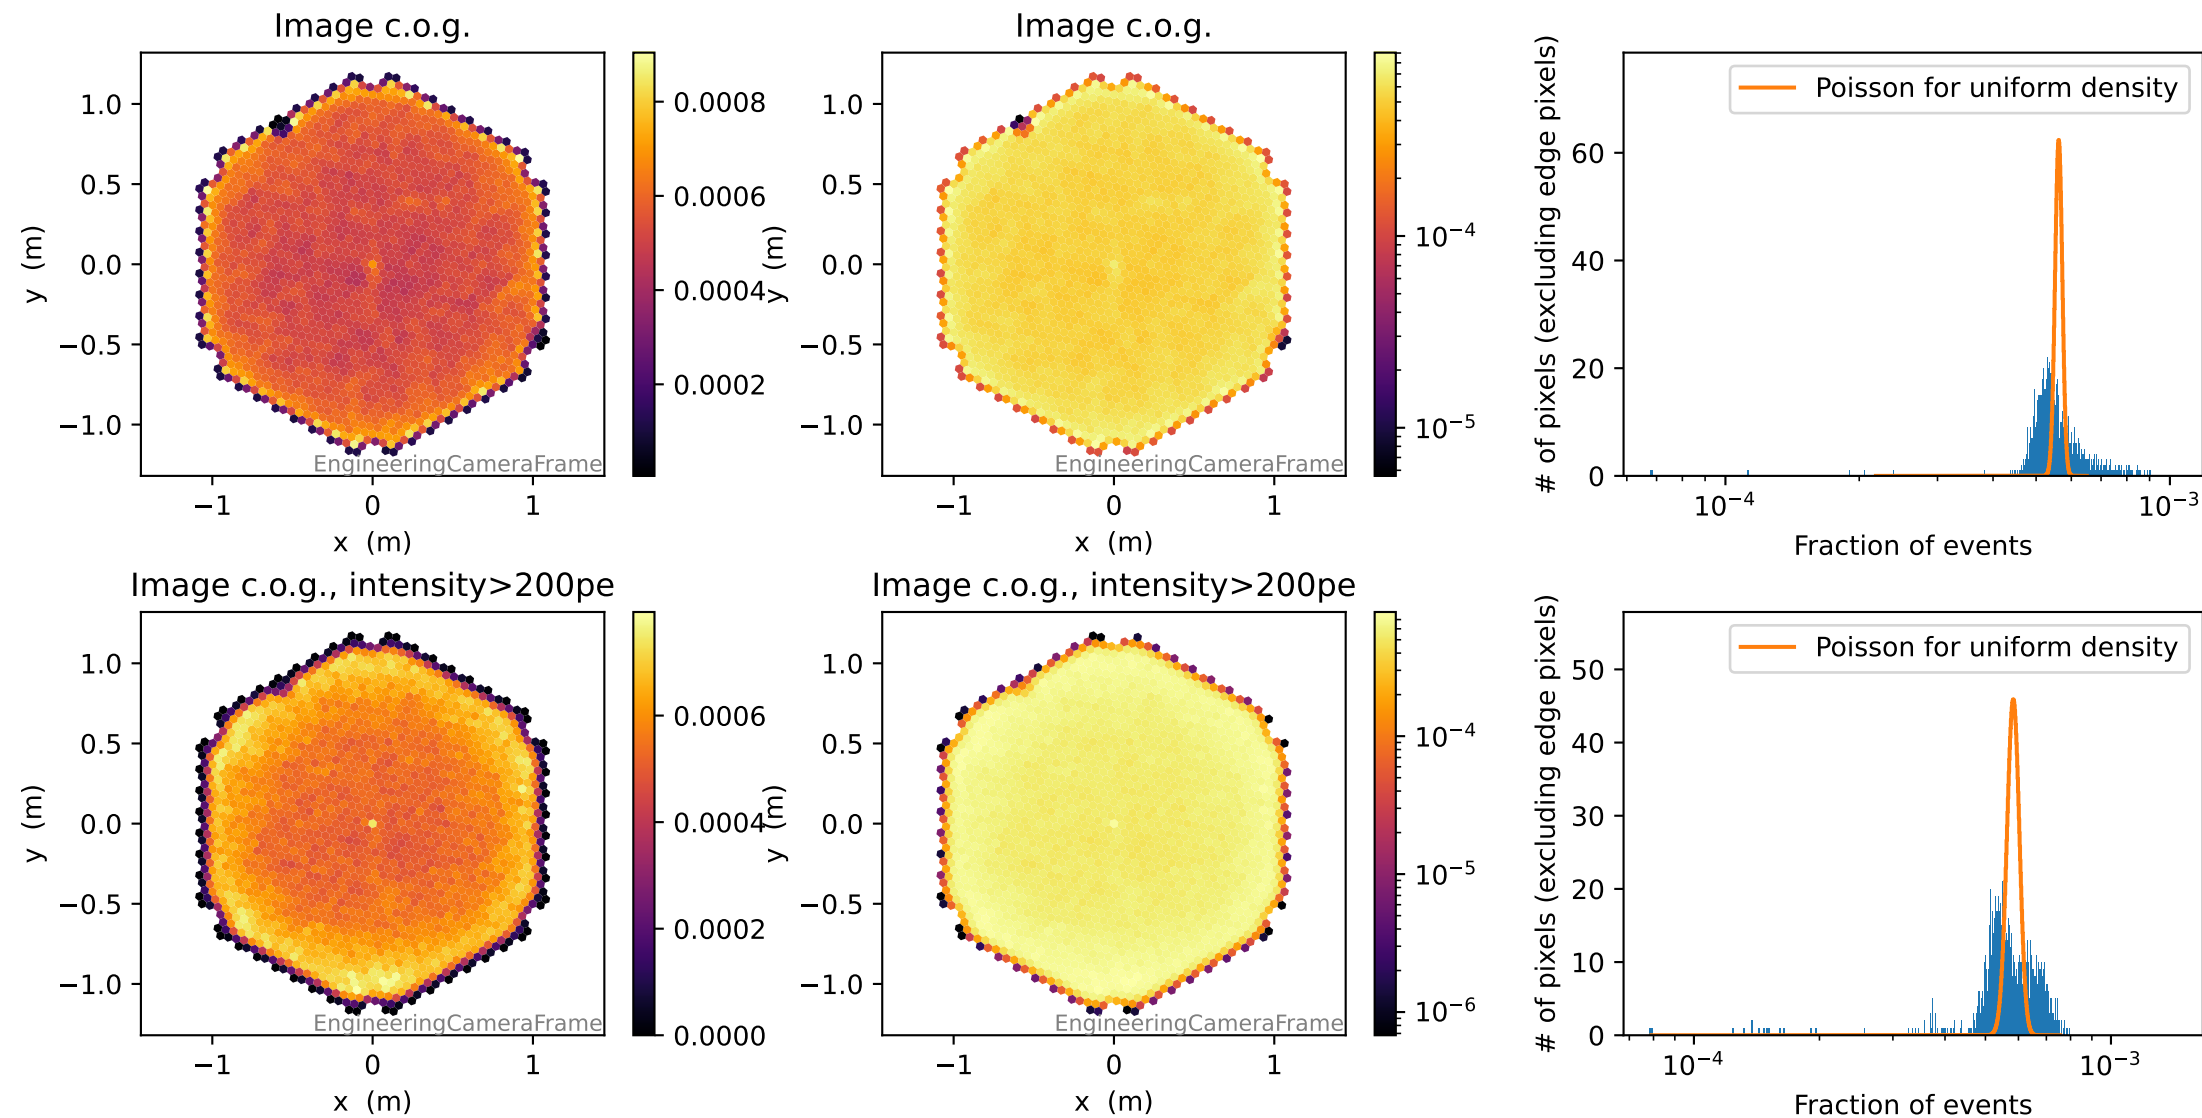 Image c.o.g.
1.0
0.5
0.0
−0.5
−1.0
y (m)
−1
0
1
x (m)
EngineeringCameraFrame
0.0008
0.0006
0.0004
0.0002
Image c.o.g.
1.0
0.5
0.0
−0.5
−1.0
y (m)
−1
0
1
x (m)
EngineeringCameraFrame
10−4
10−5
# of pixels (excluding edge pixels)
60
40
20
0
Poisson for uniform density
10−4
10−3
Fraction of events
Image c.o.g., intensity>200pe
1.0
0.5
0.0
−0.5
−1.0
y (m)
−1
0
1
x (m)
EngineeringCameraFrame
0.0006
0.0004
0.0002
0.0000
Image c.o.g., intensity>200pe
1.0
0.5
0.0
−0.5
−1.0
y (m)
−1
0
1
x (m)
EngineeringCameraFrame
10−4
10−5
10−6
# of pixels (excluding edge pixels)
50
40
30
20
10
0
Poisson for uniform density
10−4
10−3
Fraction of events